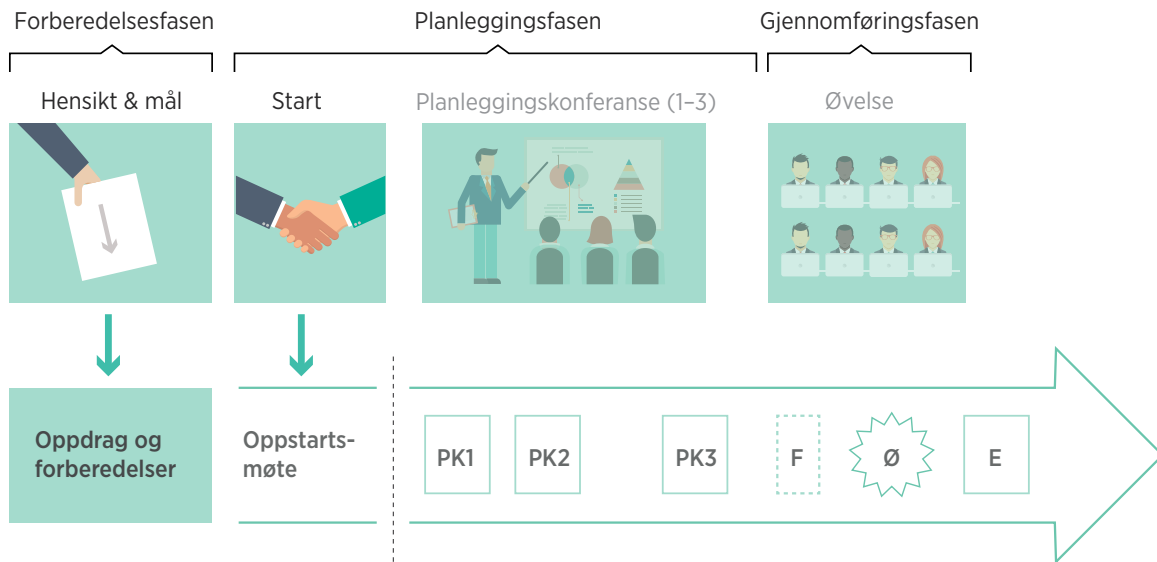 Forberedelsesfasen
Planleggingsfasen
Gjennomføringsfasen
Hensikt & mål
Start
Planleggingskonferanse (1–3)
Øvelse
Oppdrag og
forberedelser
Oppstarts-
møte
PK1
PK2
PK3
F
Ø
E